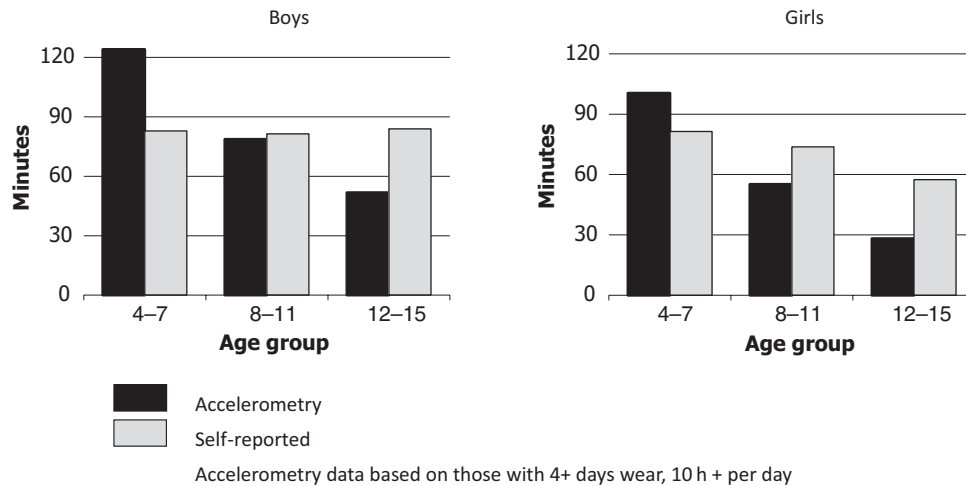 Boys
120
90
60
30
0
Minutes
4–7
8–11
12–15
Age group
Girls
120
90
60
30
0
Minutes
4–7
8–11
12–15
Age group
Accelerometry
Self-reported
Accelerometry data based on those with 4+ days wear, 10 h + per day